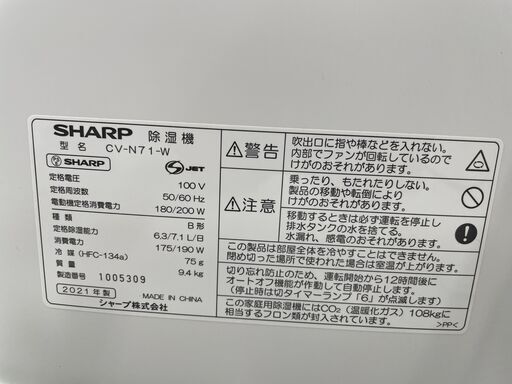 SHARP 除湿機
型 名 CV-N71-W
SHARP
S JET
定格電圧 100 V
定格周波数 50/60 Hz
電動機定格消費電力 180/200 W
種 類 B 形
定格除湿能力 6.3/7.1 L/日
消費電力 175/190 W
冷 媒 (HFC-134a) 75 g
質 量 9.4 kg
製造番号 1005309
2021年製 MADE IN CHINA
シャープ株式会社
警告
吹出口に指や棒などを入れない。
内部でファンが回転しているので
けがの原因になります。
注意
乗ったり、もたれたりしない。
製品の移動や転倒により
けがの原因になります。
移動するときは必ず運転を停止し
排水タンクの水を捨てる。
水漏れ、感電のおそれがあります。
この製品は部屋全体を冷やすことはできません。
閉めきった場所で使われた場合は室温が上がります。
切り忘れ防止のため、運転開始から12時間後に
オートオフ機能が作動して自動停止します。
(停止時は切タイマーランプ「6」が点滅します)
この家庭用除湿機にはCO₂(温暖化ガス)108kgに
相当するフロン類が封入されています。
>PP<